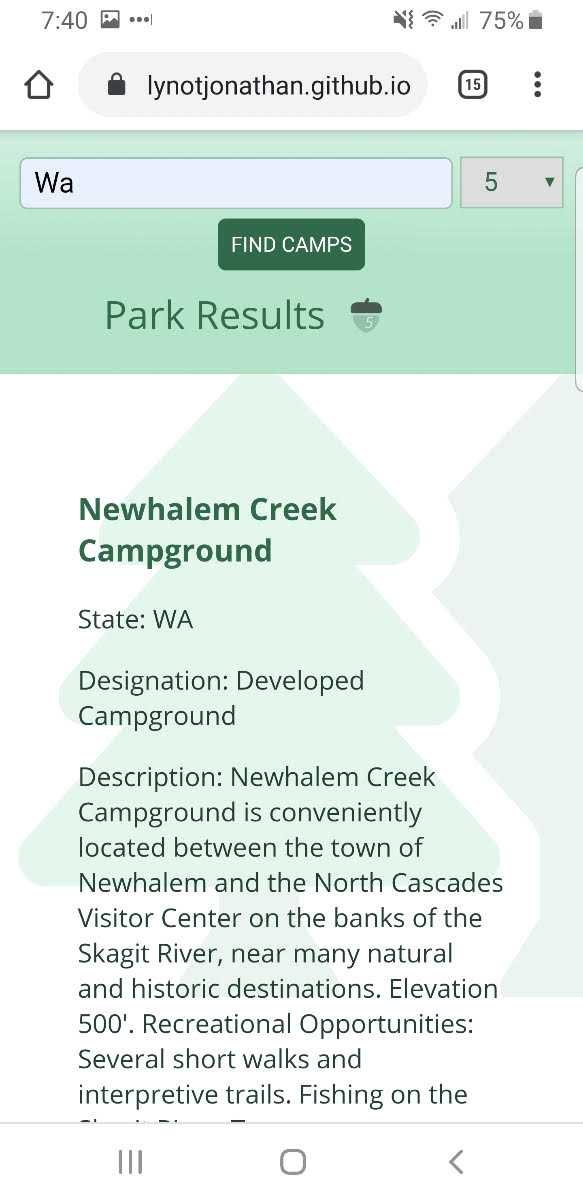 7:40
75%
lynotjonathan.github.io
15
Wa
5
FIND CAMPS
Park Results
5
Newhalem Creek
Campground
State: WA
Designation: Developed
Campground
Description: Newhalem Creek
Campground is conveniently
located between the town of
Newhalem and the North Cascades
Visitor Center on the banks of the
Skagit River, near many natural
and historic destinations. Elevation
500'. Recreational Opportunities:
Several short walks and
interpretive trails. Fishing on the